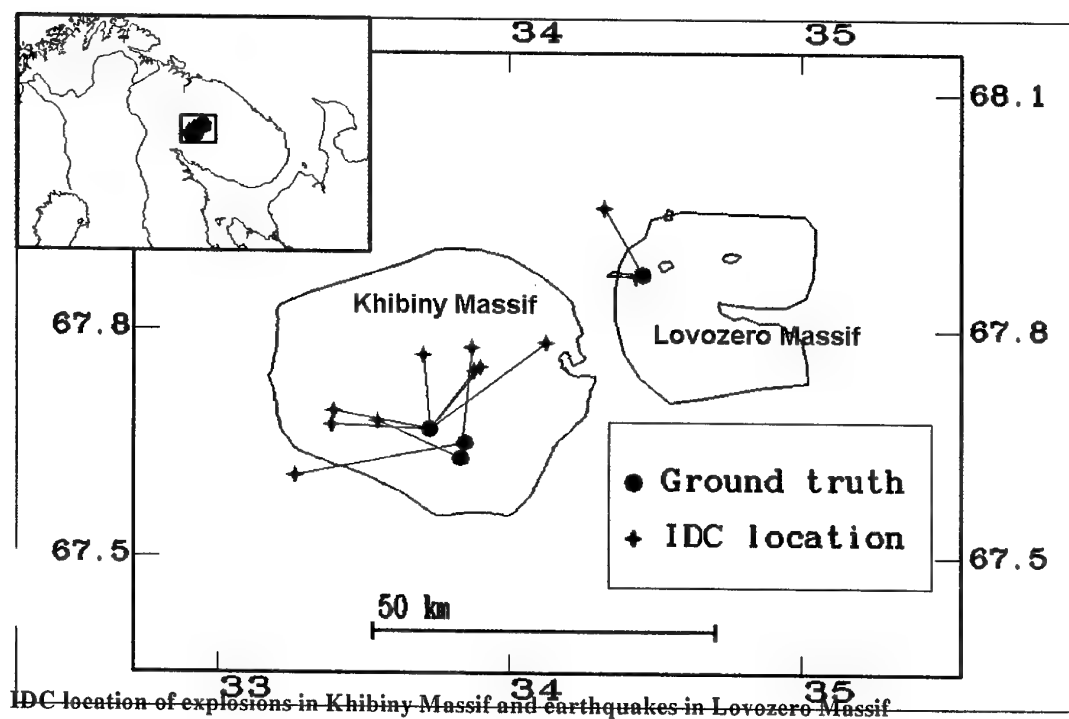 34 35
68.1
Khibiny Massif
67.8 67.8
Lovozero Massif
Ground truth
IDC location
67.5 67.5
50 km
33 34 35
IDC location of explosions in Khibiny Massif and earthquakes in Lovozero Massif